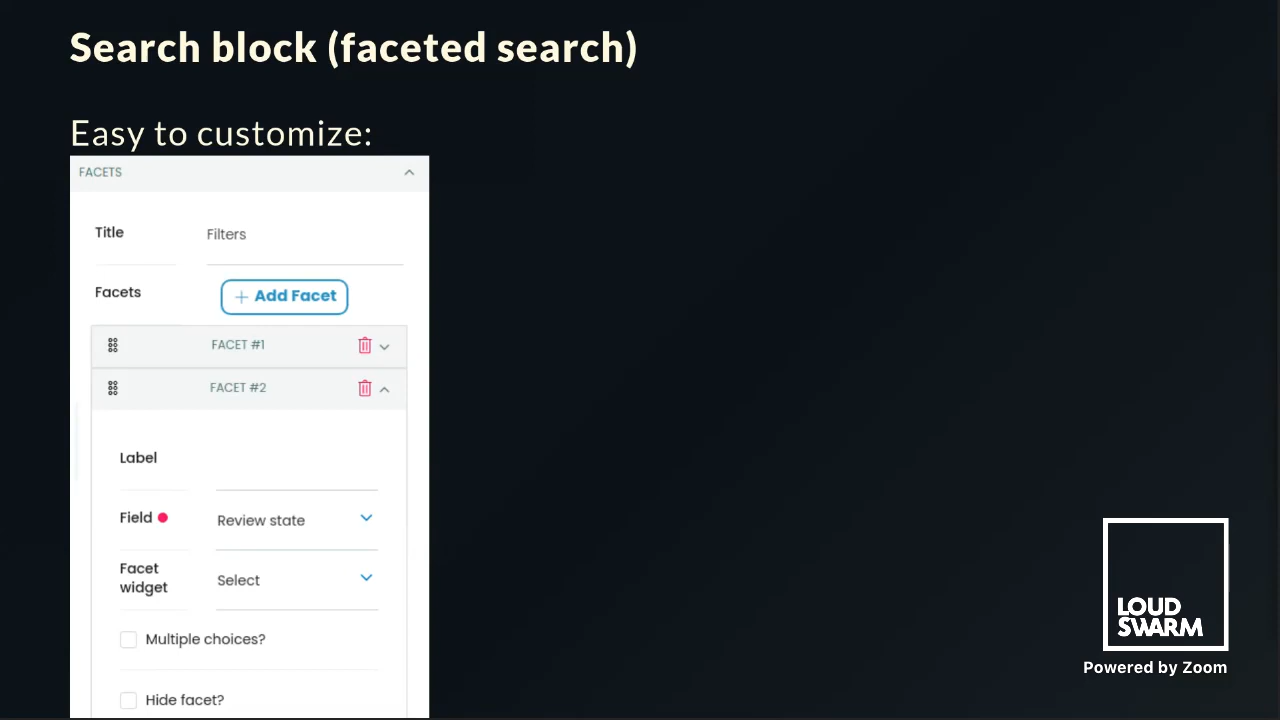 Search block (faceted search)
Easy to customize:
FACETS
Title
Filters
Facets
+ Add Facet
FACET #1
FACET #2
Label
Field
Review state
Facet
widget
Select
Multiple choices?
Hide facet?
LOUD
SWARM
Powered by Zoom